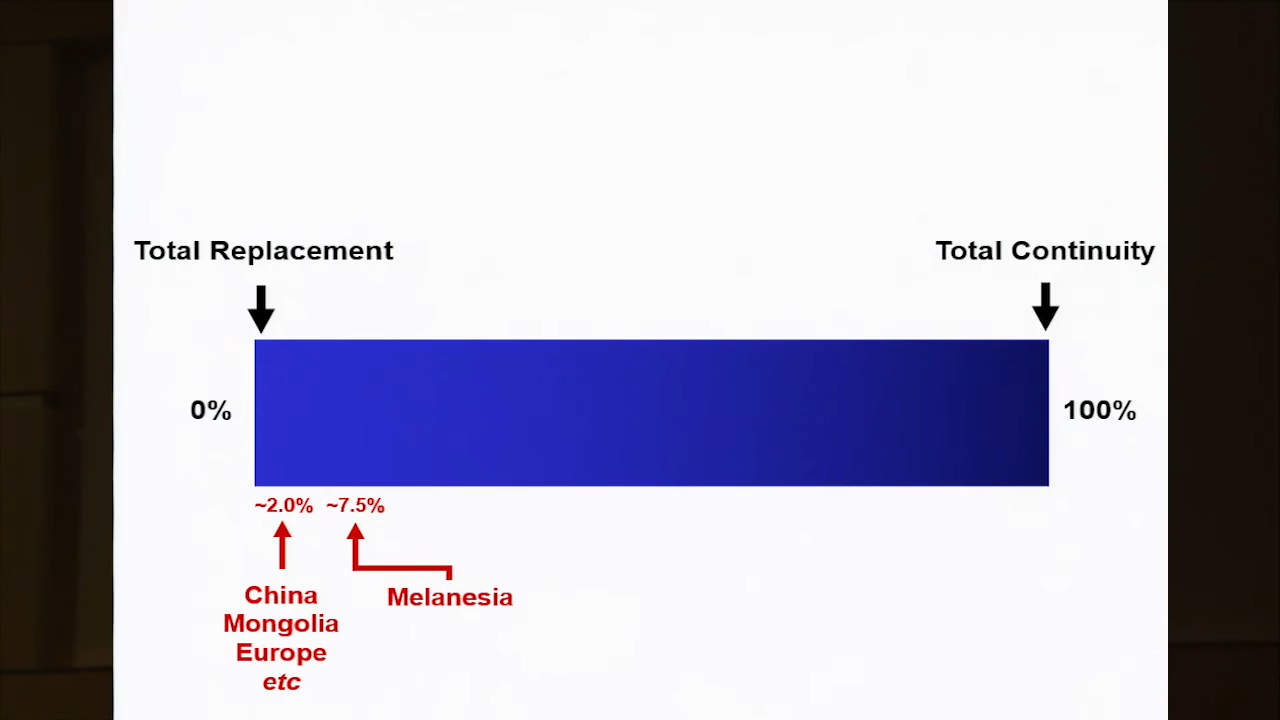 Total Replacement
Total Continuity
0%
100%
~2.0%
~7.5%
China
Mongolia
Europe
etc
Melanesia